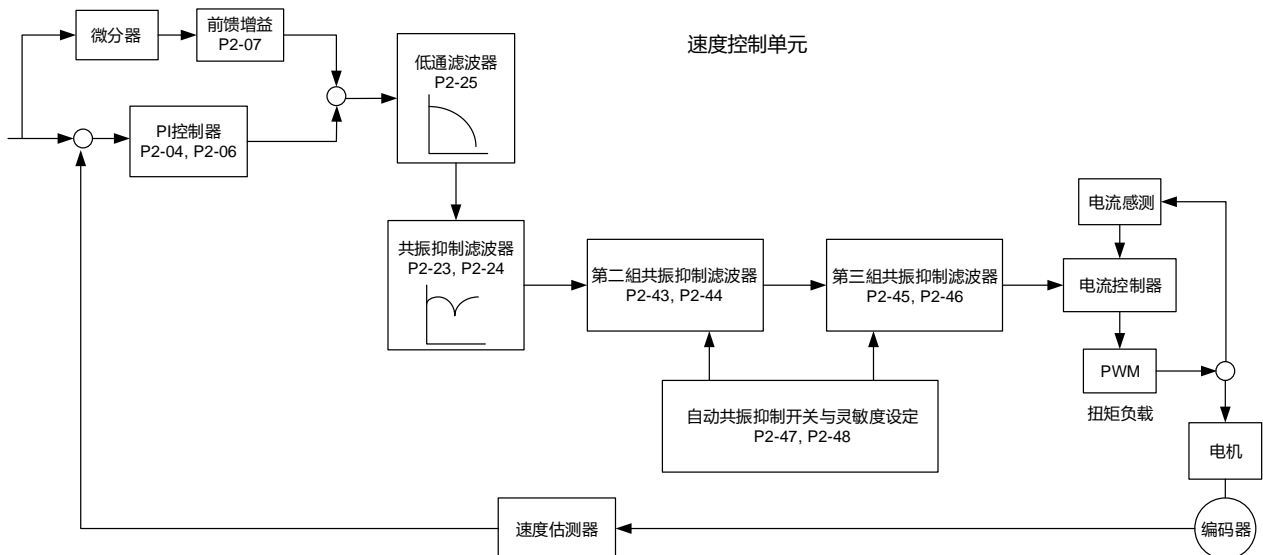 速度控制单元
微分器
前馈增益
P2-07
低通滤波器
P2-25
PI控制器
P2-04, P2-06
共振抑制滤波器
P2-23, P2-24
第二組共振抑制滤波器
P2-43, P2-44
第三組共振抑制滤波器
P2-45, P2-46
电流感测
电流控制器
PWM
扭矩负载
自动共振抑制开关与灵敏度设定
P2-47, P2-48
电机
速度估测器
编码器